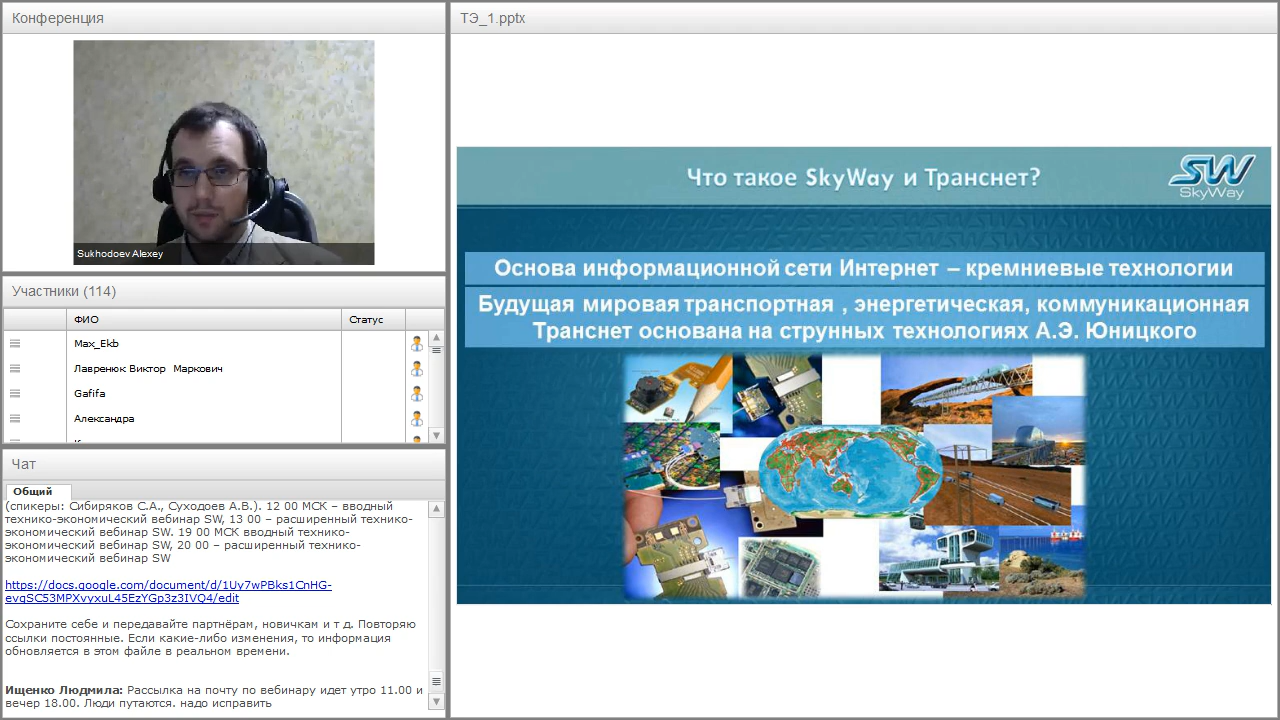 Конференция
Sukhodoev Alexey
Участники (114)
ФИО
Статус
Max_Ekb
Лавренюк Виктор Маркович
Gafifa
Александра
Чат
Общий
(спикеры: Сибиряков С.А., Суходоев А.В.). 12 00 МСК – вводный
технико-экономический вебинар SW, 13 00 – расширенный технико-
экономический вебинар SW. 19 00 МСК вводный технико-
экономический вебинар SW, 20 00 – расширенный технико-
экономический вебинар SW
https://docs.google.com/document/d/1Uy7wPBks1CnHG-
evqSC53MPXvyxuL45EzYGp3z3IVQ4/edit
Сохраните себе и передавайте партнёрам, новичкам и т д. Повторяю
ссылки постоянные. Если какие-либо изменения, то информация
обновляется в этом файле в реальном времени.
Ищенко Людмила: Рассылка на почту по вебинару идет утро 11.00 и
вечер 18.00. Люди путаются, надо исправить
ТЭ_1.pptx
Что такое SkyWay и Транснет?
SW
SkyWay
Основа информационной сети Интернет – кремниевые технологии
Будущая мировая транспортная , энергетическая, коммуникационная
Транснет основана на струнных технологиях А.Э. Юницкого